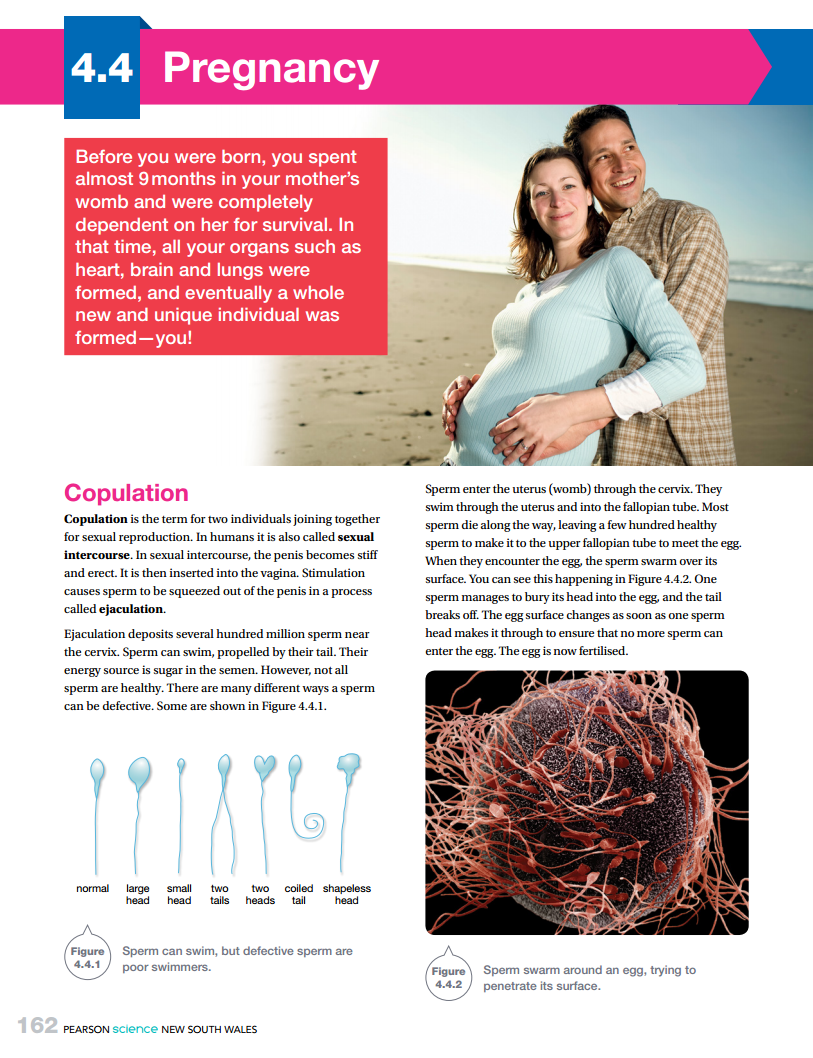 4.4 Pregnancy
Before you were born, you spent
almost 9 months in your mother's
womb and were completely
dependent on her for survival. In
that time, all your organs such as
heart, brain and lungs were
formed, and eventually a whole
new and unique individual was
formed—you!
Copulation
Copulation is the term for two individuals joining together
for sexual reproduction. In humans it is also called sexual
intercourse. In sexual intercourse, the penis becomes stiff
and erect. It is then inserted into the vagina. Stimulation
causes sperm to be squeezed out of the penis in a process
called ejaculation.
Ejaculation deposits several hundred million sperm near
the cervix. Sperm can swim, propelled by their tail. Their
energy source is sugar in the semen. However, not all
sperm are healthy. There are many different ways a sperm
can be defective. Some are shown in Figure 4.4.1.
normal large small two two coiled shapeless
head head tails heads tail head
Figure
4.4.1
Sperm can swim, but defective sperm are
poor swimmers.
Sperm enter the uterus (womb) through the cervix. They
swim through the uterus and into the fallopian tube. Most
sperm die along the way, leaving a few hundred healthy
sperm to make it to the upper fallopian tube to meet the egg.
When they encounter the egg, the sperm swarm over its
surface. You can see this happening in Figure 4.4.2. One
sperm manages to bury its head into the egg, and the tail
breaks off. The egg surface changes as soon as one sperm
head makes it through to ensure that no more sperm can
enter the egg. The egg is now fertilised.
Figure
4.4.2
Sperm swarm around an egg, trying to
penetrate its surface.
162 PEARSON science NEW SOUTH WALES